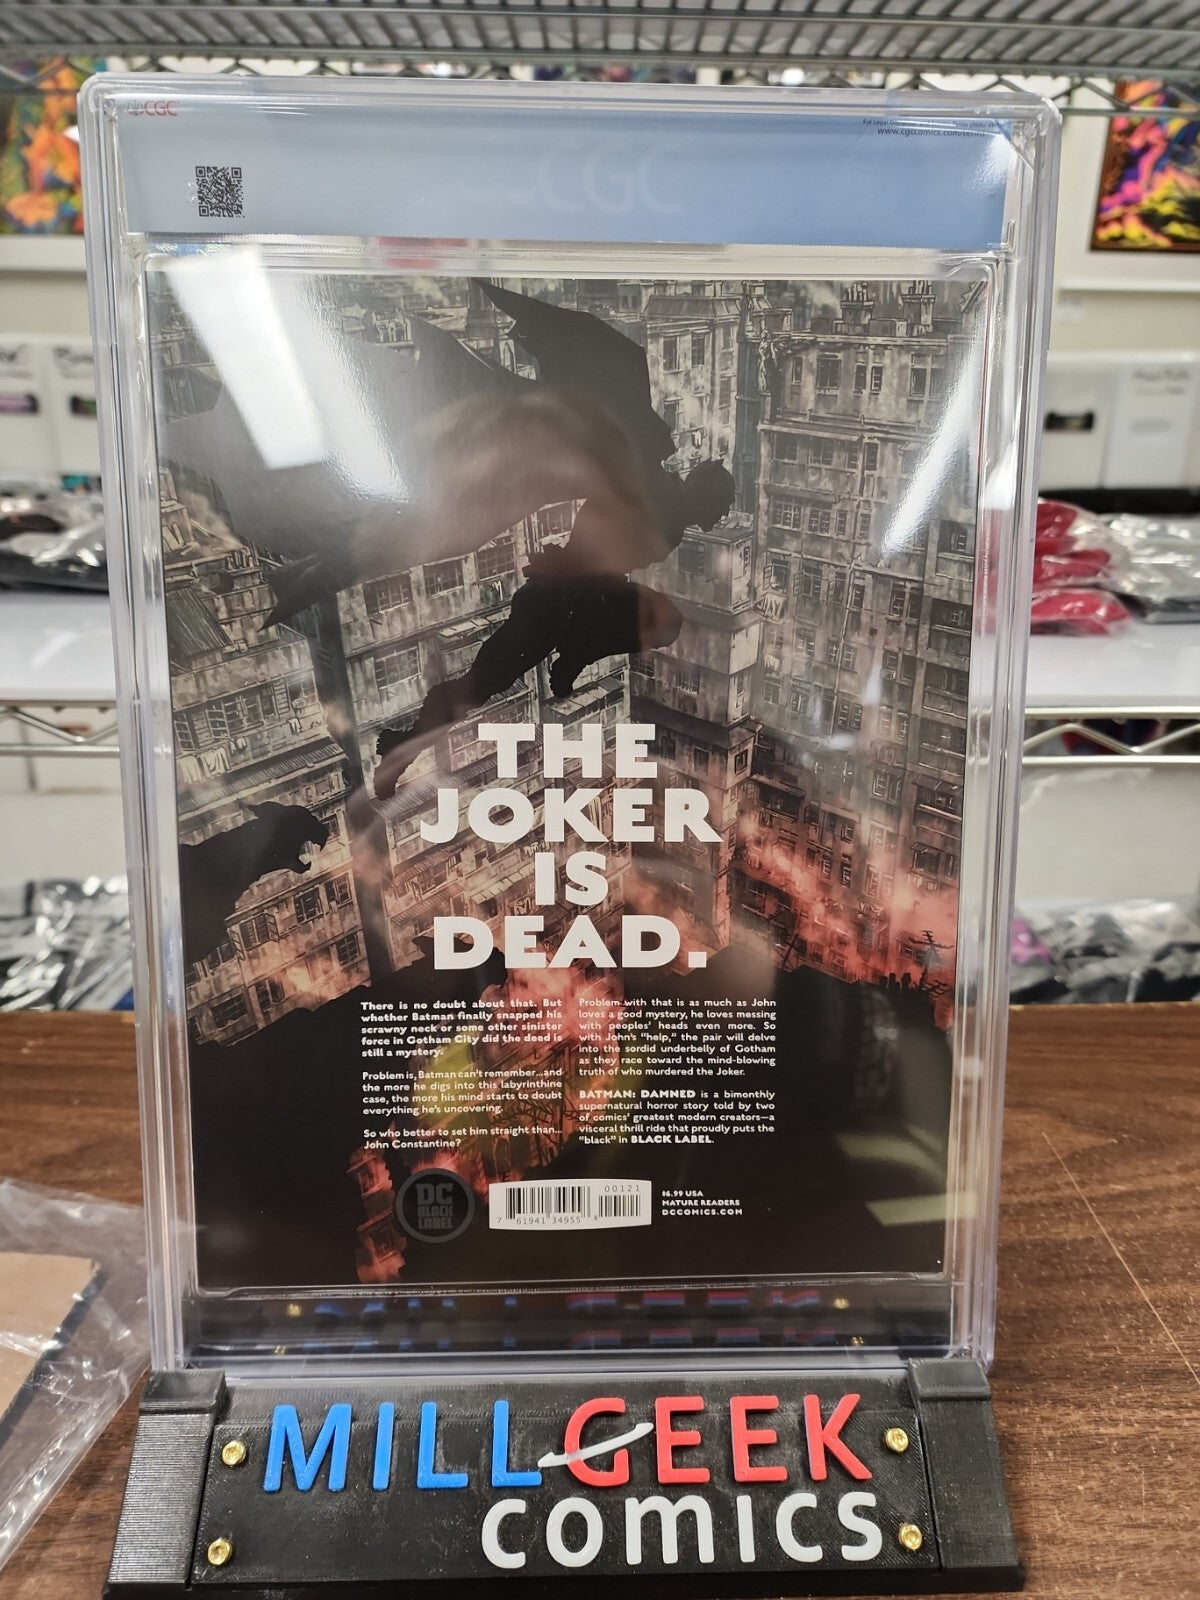 CGC
www.cgccomics.com/terms
CGC
THE
JOKER
IS
DEAD.
There is no doubt about that. But
whether Batman finally snapped his
scrawny neck or some other sinister
force in Gotham City did the deed is
still a mystery.
Problem is, Batman can't remember...and
the more he digs into this labyrinthine
case, the more his mind starts to doubt
everything he's uncovering.
So who better to set him straight than...
John Constantine?
Problem with that is as much as John
loves a good mystery, he loves messing
with peoples' heads even more. So
with John's "help," the pair will delve
into the sordid underbelly of Gotham
as they race toward the mind-blowing
truth of who murdered the Joker.
BATMAN: DAMNED is a bimonthly
supernatural horror story told by two
of comics' greatest modern creators—a
visceral thrill ride that proudly puts the
"black" in BLACK LABEL.
DC
BLACK
LABEL
00121
7 61941 34955 8
$6.99 USA
MATURE READERS
DCCOMICS.COM
MILLGEEK
COMICS